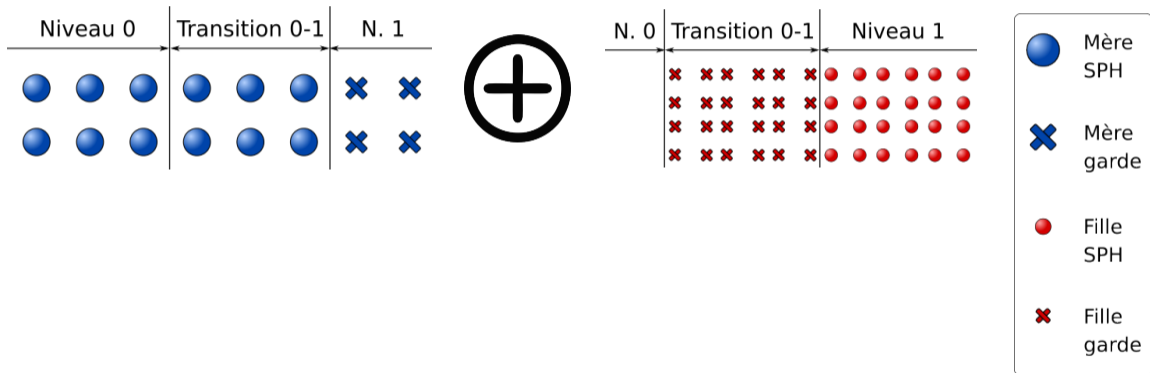 Niveau 0
Transition 0-1
N. 1
N. 0
Transition 0-1
Niveau 1
Mère
SPH
Mère
garde
Fille
SPH
Fille
garde